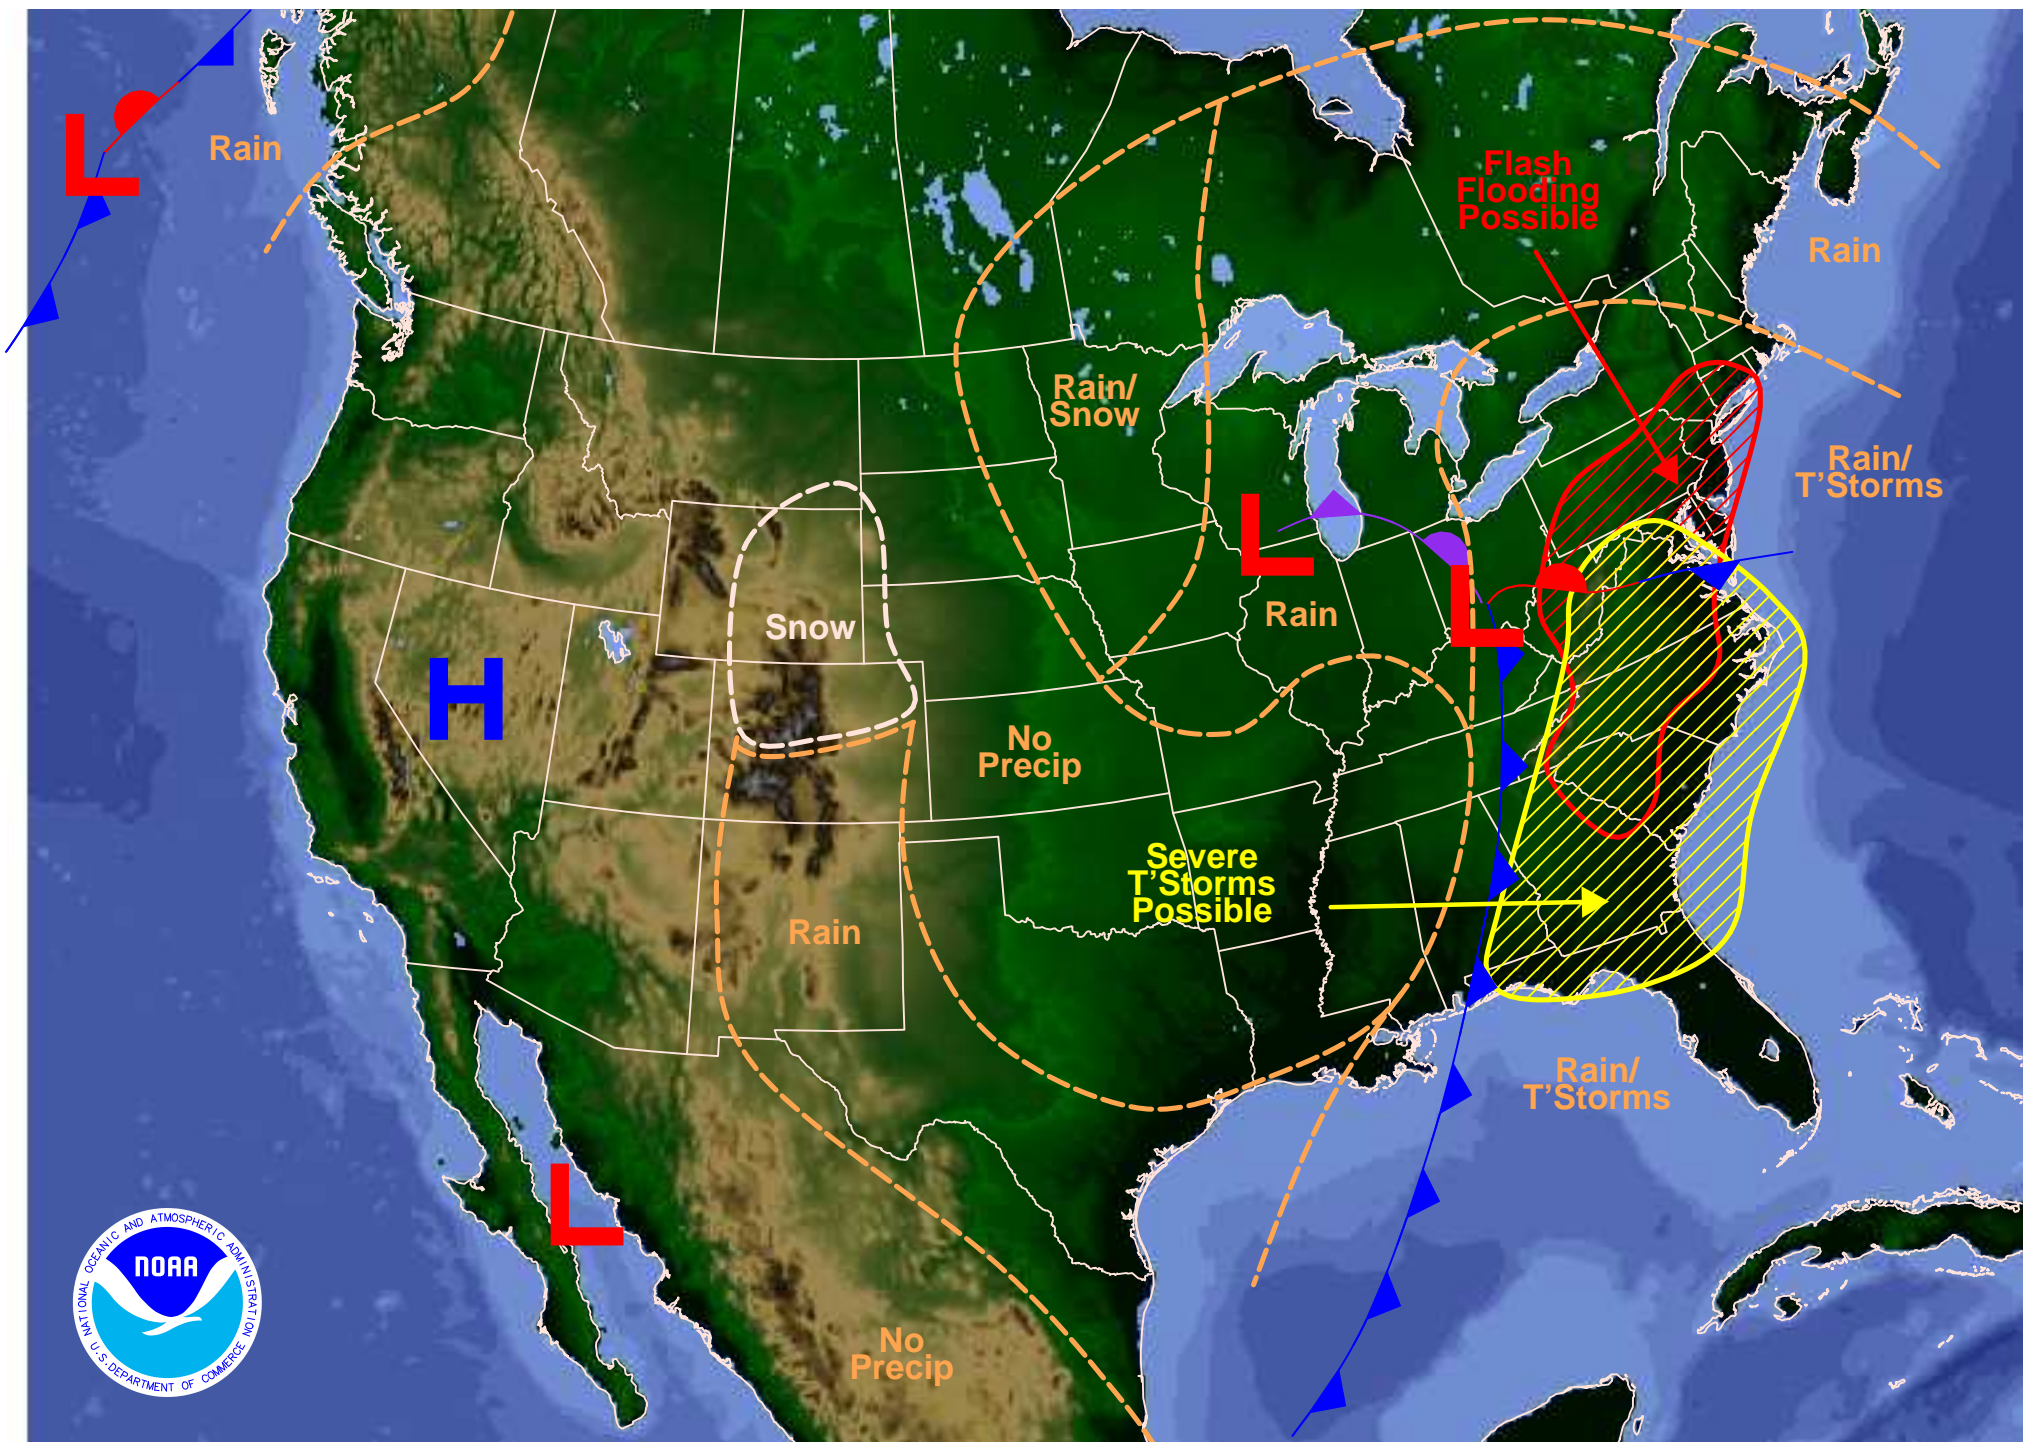 L
Rain
Flash
Flooding
Possible
Rain
Rain/
Snow
Rain/
T'Storms
L
L
Rain
Snow
H
No
Precip
Severe
T'Storms
Possible
Rain
Rain/
T'Storms
L
No
Precip
NATIONAL OCEANIC AND ATMOSPHERIC ADMINISTRATION
NOAA
U.S. DEPARTMENT OF COMMERCE